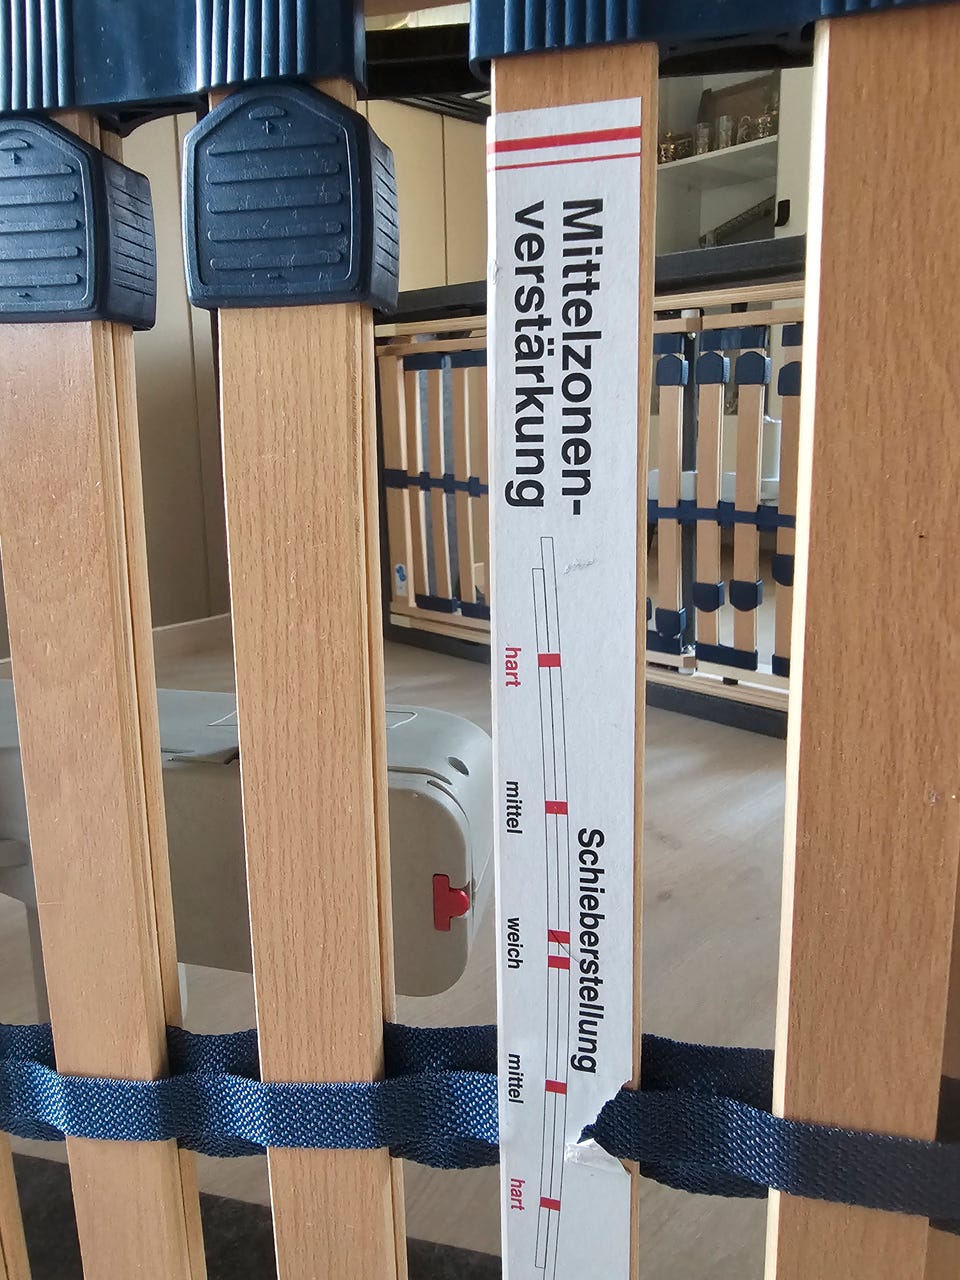 Mittelzonen-
verstärkung
Schieberstellung
hart
mittel
weich
mittel
hart